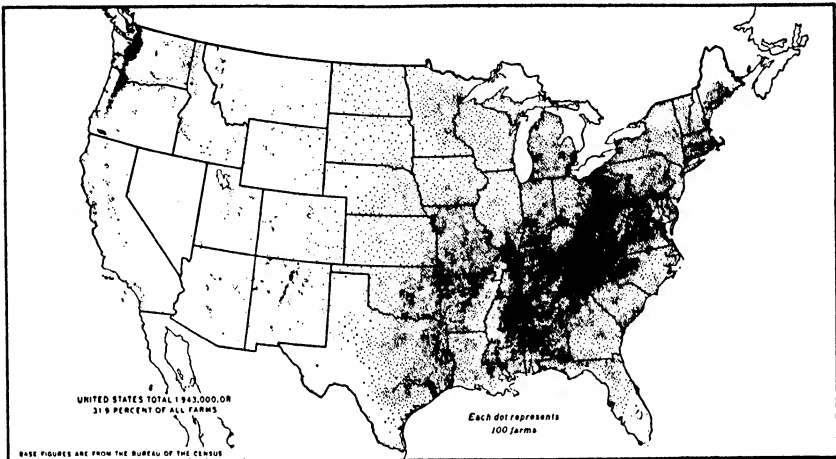 UNITED STATES TOTAL 1 943,000, OR
31 9 PERCENT OF ALL FARMS
Each dot represents
100 farms
BASE FIGURES ARE FROM THE BUREAU OF THE CENSUS